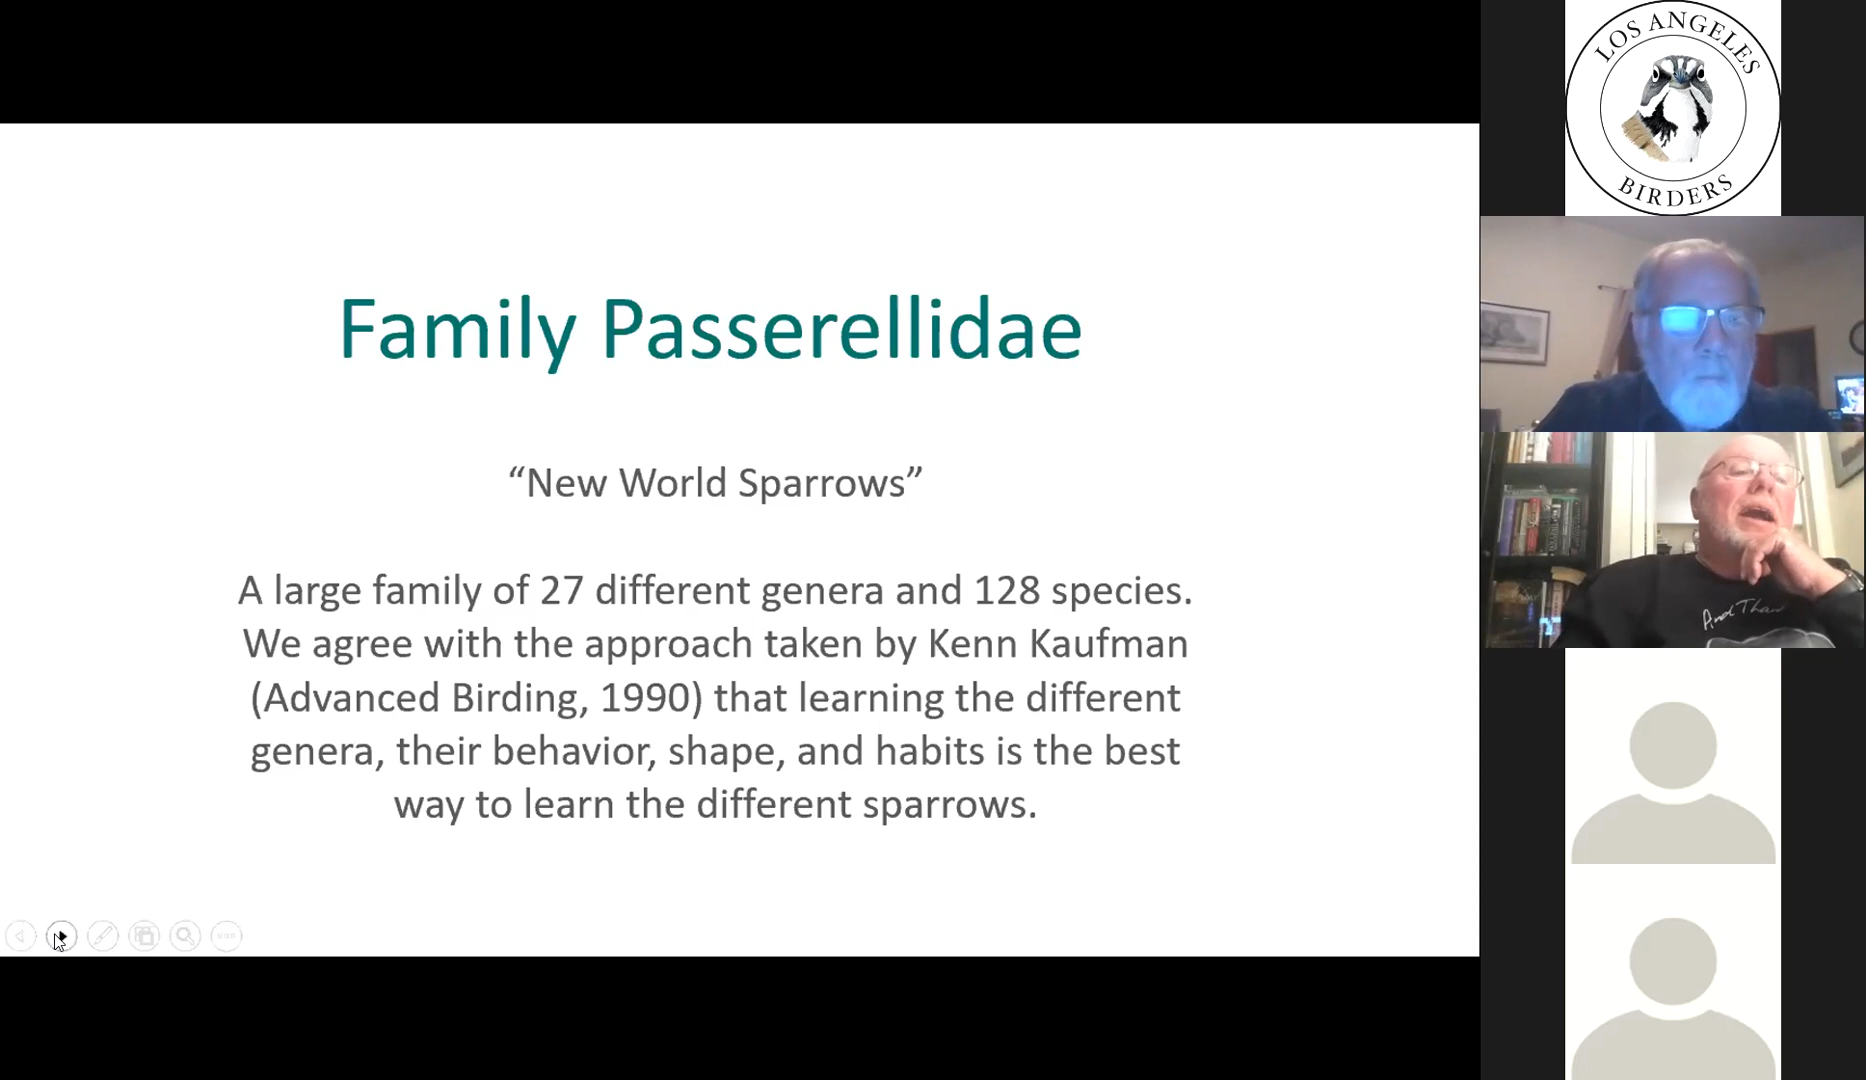 Family Passerellidae
“New World Sparrows”
A large family of 27 different genera and 128 species.
We agree with the approach taken by Kenn Kaufman
(Advanced Birding, 1990) that learning the different
genera, their behavior, shape, and habits is the best
way to learn the different sparrows.
LOS ANGELES
BIRDERS
And Than